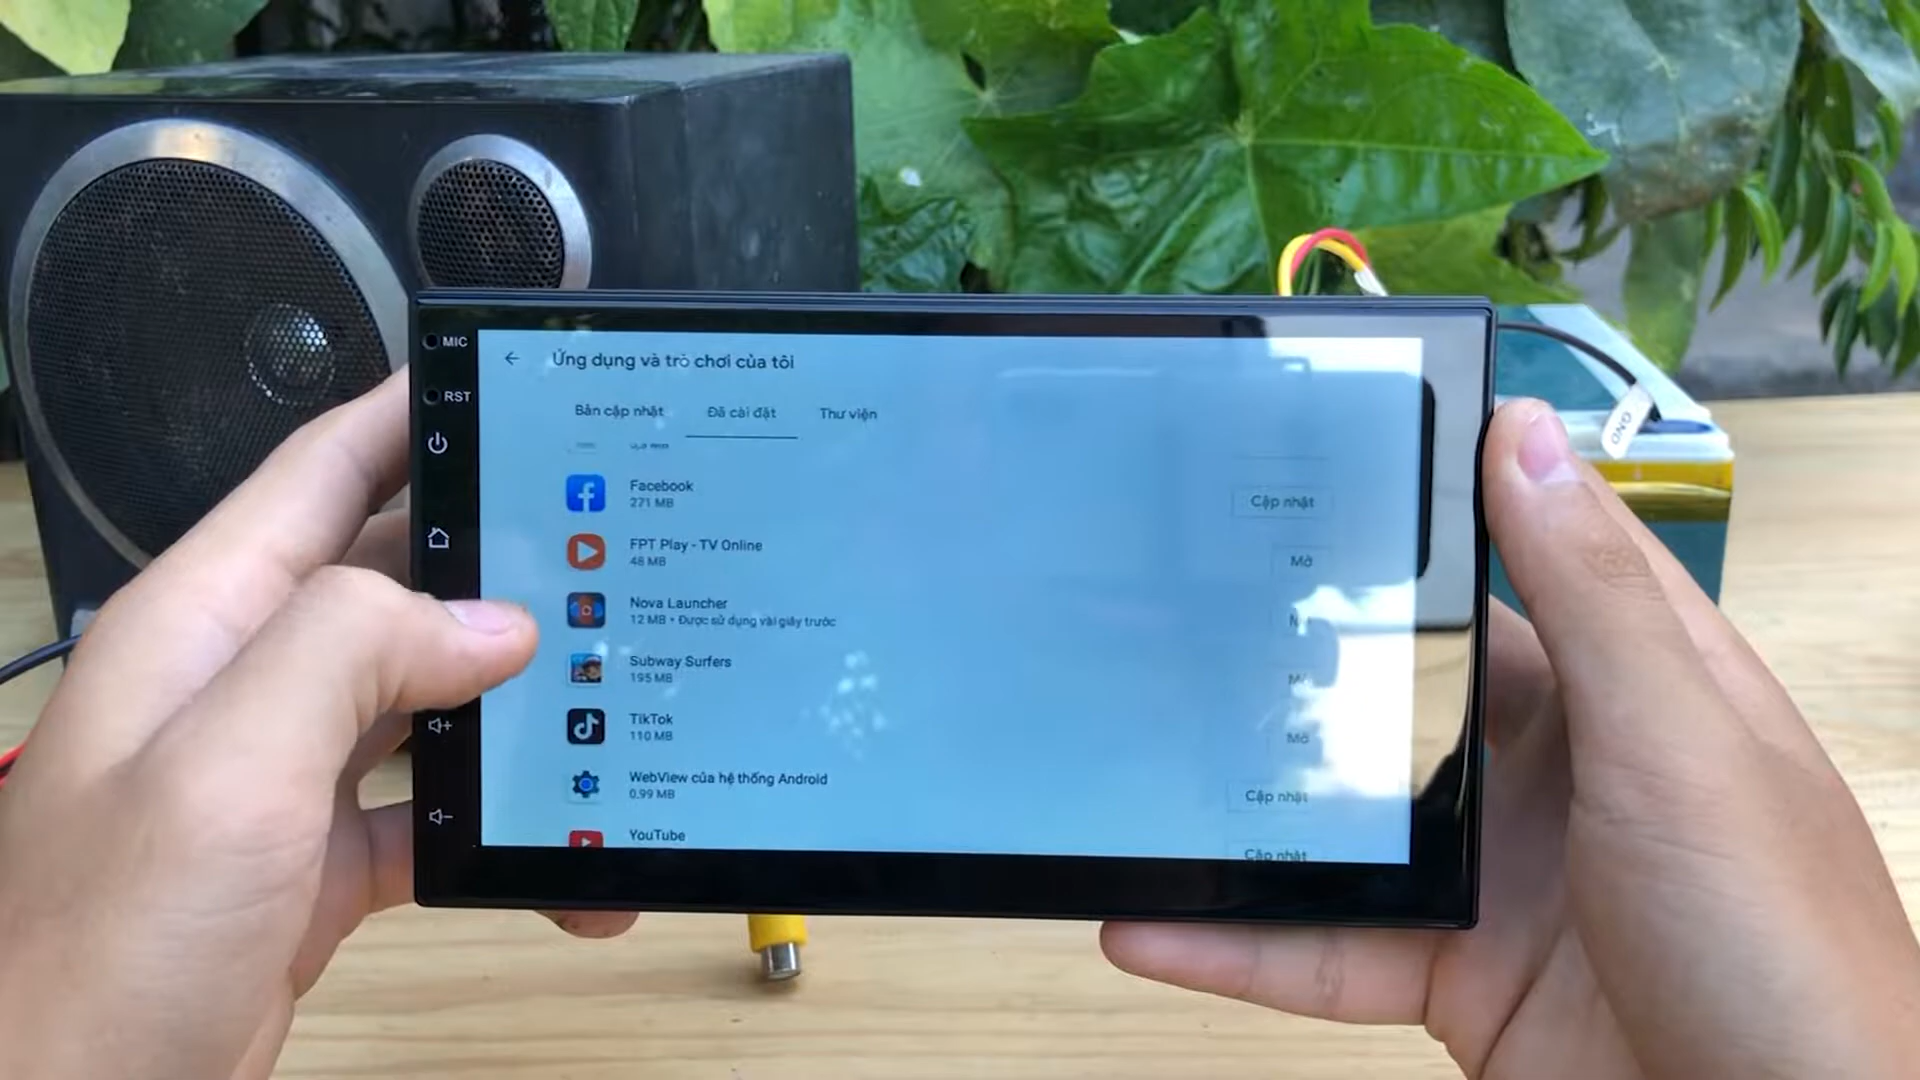 MIC
RST
Ứng dụng và trò chơi của tôi
Bản cập nhật
Đã cài đặt
Thư viện
Facebook
271 MB
Cập nhật
FPT Play - TV Online
48 MB
Mở
Nova Launcher
12 MB • Được sử dụng vài giây trước
Subway Surfers
195 MB
TikTok
110 MB
Mở
WebView của hệ thống Android
0.99 MB
Cập nhật
YouTube
Cập nhật
GND